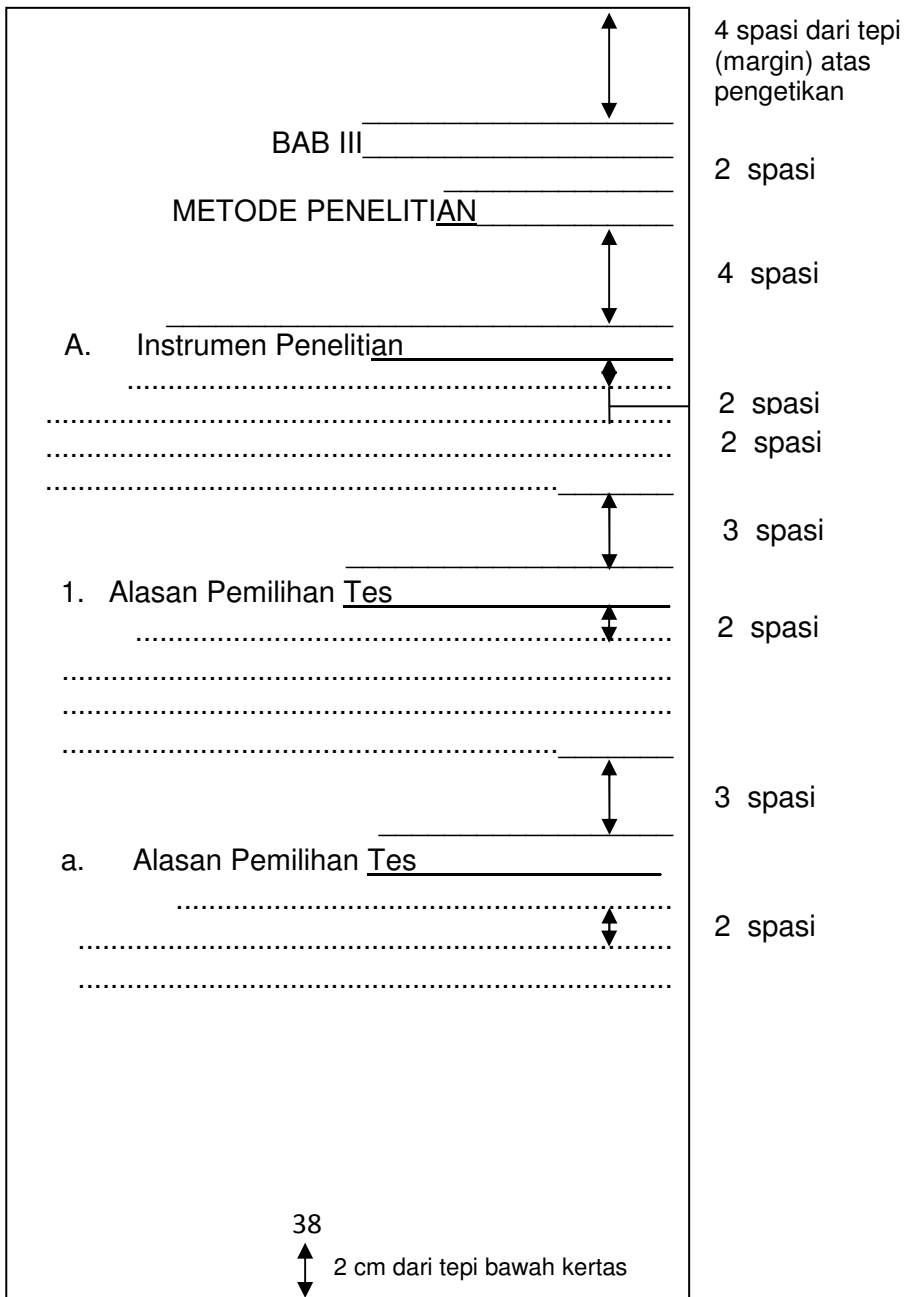 4 spasi dari tepi
(margin) atas
pengetikan
BAB III
2 spasi
METODE PENELITIAN
4 spasi
A. Instrumen Penelitian
2 spasi
2 spasi
3 spasi
1. Alasan Pemilihan Tes
2 spasi
3 spasi
a. Alasan Pemilihan Tes
2 spasi
38
2 cm dari tepi bawah kertas